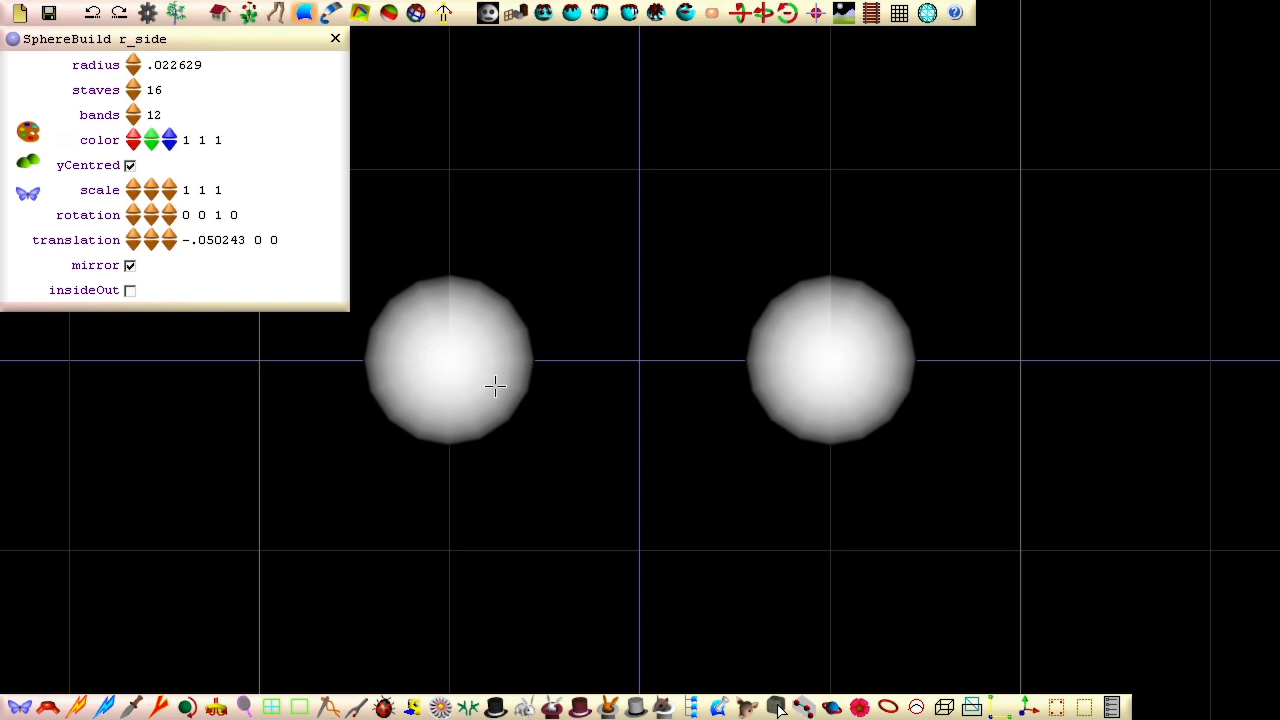 SphereBuild r_side
radius .022629
staves 16
bands 12
color 1 1 1
yCentred
scale 1 1 1
rotation 0 0 1 0
translation -.050243 0 0
mirror
insideOut